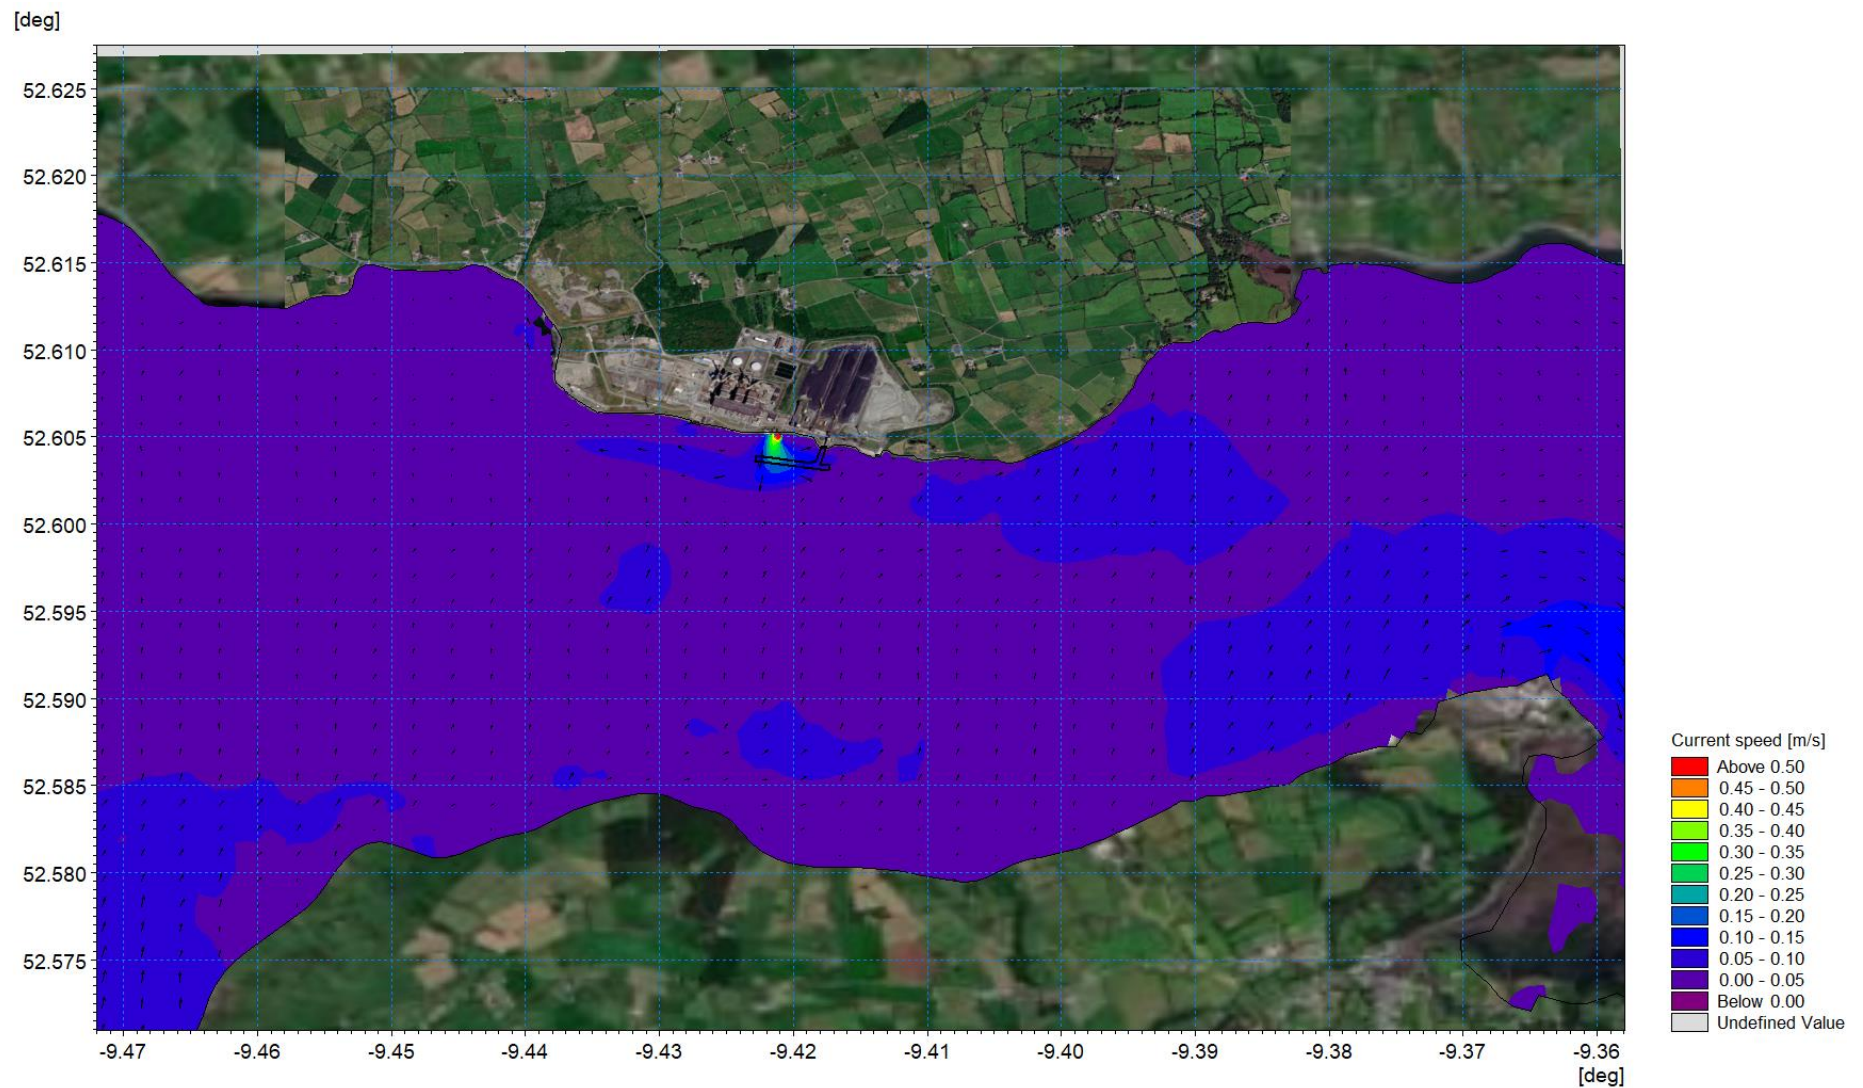 [deg]
52.625
52.620
52.615
52.610
52.605
52.600
52.595
52.590
52.585
52.580
52.575
-9.47 -9.46 -9.45 -9.44 -9.43 -9.42 -9.41 -9.40 -9.39 -9.38 -9.37 -9.36
[deg]
Current speed [m/s]
Above 0.50
0.45 - 0.50
0.40 - 0.45
0.35 - 0.40
0.30 - 0.35
0.25 - 0.30
0.20 - 0.25
0.15 - 0.20
0.10 - 0.15
0.05 - 0.10
0.00 - 0.05
Below 0.00
Undefined Value